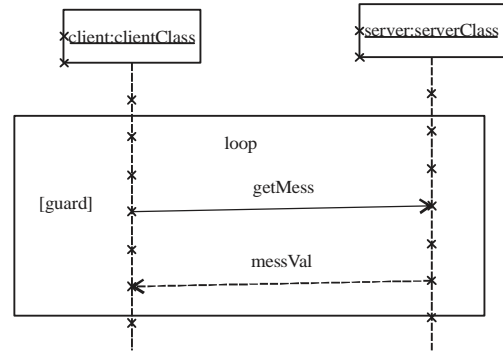 client:clientClass
server:serverClass
loop
getMess
[guard]
messVal